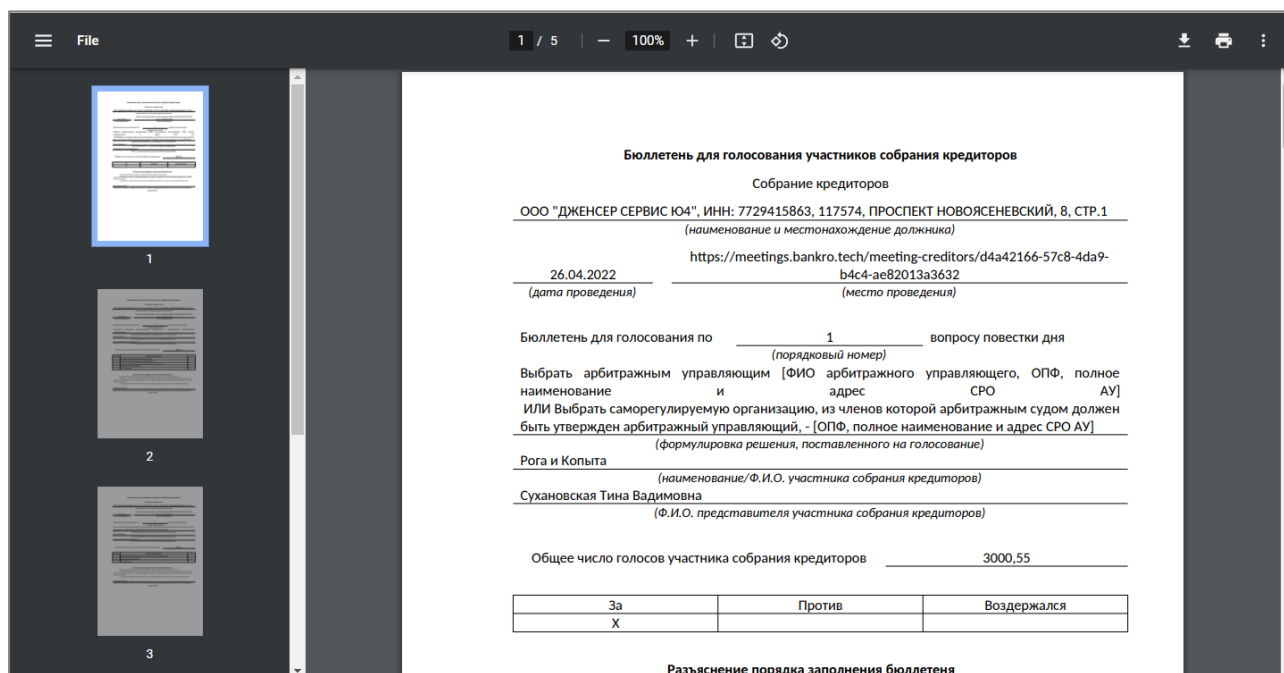 File
1 / 5
100%
1
2
3
Бюллетень для голосования участников собрания кредиторов
Собрание кредиторов
ООО "ДЖЕНСЕР СЕРВИС Ю4", ИНН: 7729415863, 117574, ПРОСПЕКТ НОВОЯСЕНЕВСКИЙ, 8, СТР.1
(наименование и местонахождение должника)
https://meetings.bankro.tech/meeting-creditors/d4a42166-57c8-4da9-
26.04.2022 b4c4-ae82013a3632
(дата проведения) (место проведения)
Бюллетень для голосования по 1 вопросу повестки дня
(порядковый номер)
Выбрать арбитражным управляющим [ФИО арбитражного управляющего, ОПФ, полное
наименование и адрес СРО АУ]
ИЛИ Выбрать саморегулируемую организацию, из членов которой арбитражным судом должен
быть утвержден арбитражный управляющий, - [ОПФ, полное наименование и адрес СРО АУ]
(формулировка решения, поставленного на голосование)
Рога и Копыта
(наименование/Ф.И.О. участника собрания кредиторов)
Сухановская Тина Вадимовна
(Ф.И.О. представителя участника собрания кредиторов)
Общее число голосов участника собрания кредиторов 3000,55
За Против Воздержался
X
Разъяснение порядка заполнения бюллетеня